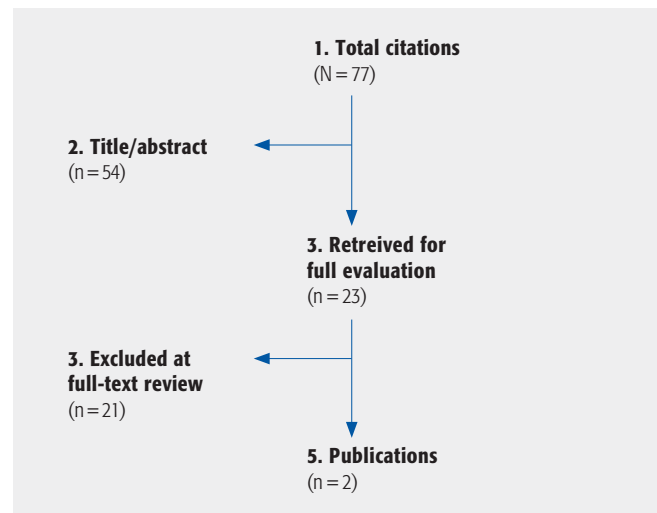 1. Total citations
(N = 77)
2. Title/abstract
(n = 54)
3. Retreived for
full evaluation
(n = 23)
3. Excluded at
full-text review
(n = 21)
5. Publications
(n = 2)